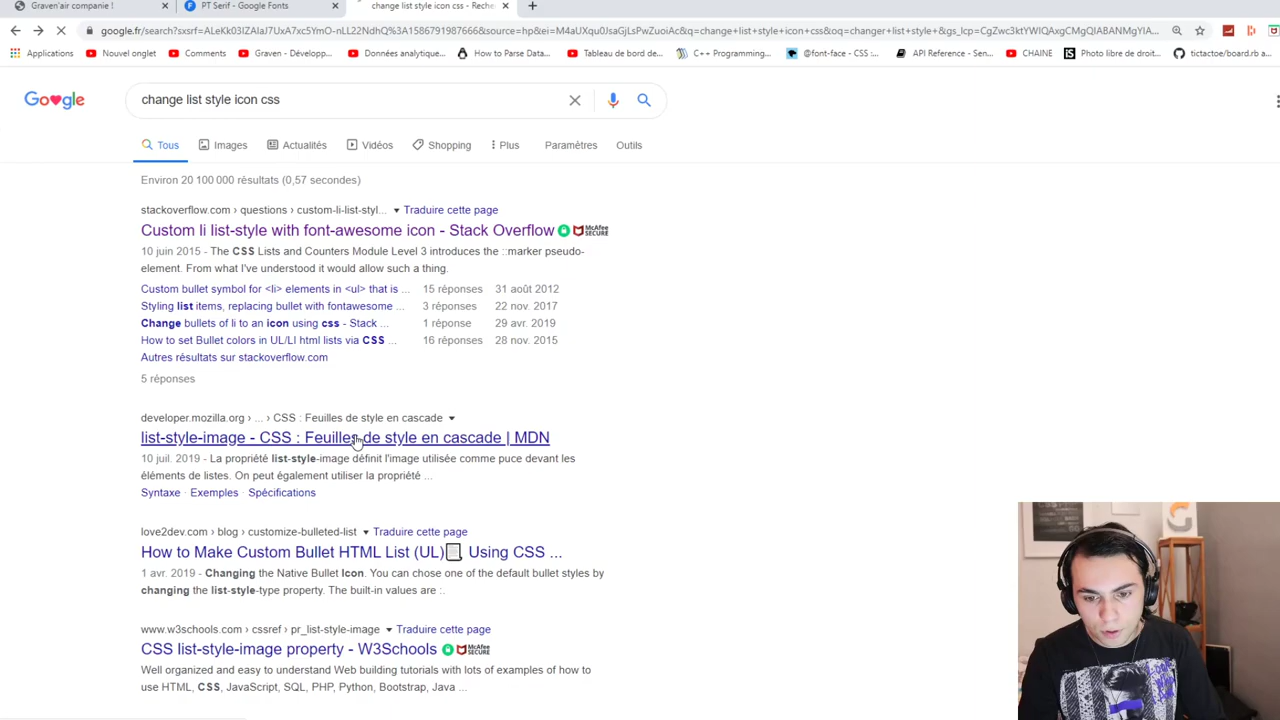 Graven'air companie !
PT Serif - Google Fonts
change list style icon css - Reche
google.fr/search?sxsrf=ALeKk03IZAIaJ7UxA7xc5YmO-nLL22NdhQ%3A1586791987666&source=hp&ei=M4aUXqu0JsaGjLsPwZuoiAc&q=change+list+style+icon+css&oq=changer+list+style+&gs_lcp=CgZwc3ktYWIQAxgCMgQIABANMgYIA...
Applications
Nouvel onglet
Comments
Graven - Développ...
Données analytique...
How to Parse Data...
Tableau de bord...
C++ Programming...
@font-face - CSS :...
API Reference - Sen...
CHAINE
Photo libre de droit...
tictactoe/board.rb a...
Google
change list style icon css
Tous
Images
Actualités
Vidéos
Shopping
Plus
Paramètres
Outils
Environ 20 100 000 résultats (0,57 secondes)
stackoverflow.com › questions › custom-li-list-styl... Traduire cette page
Custom li list-style with font-awesome icon - Stack Overflow McAfee SECURE
10 juin 2015 - The CSS Lists and Counters Module Level 3 introduces the ::marker pseudo-
element. From what I've understood it would allow such a thing.
Custom bullet symbol for <li> elements in <ul> that is ... 15 réponses 31 août 2012
Styling list items, replacing bullet with fontawesome ... 3 réponses 22 nov. 2017
Change bullets of li to an icon using css - Stack ... 1 réponse 29 avr. 2019
How to set Bullet colors in UL/LI html lists via CSS ... 16 réponses 28 nov. 2015
Autres résultats sur stackoverflow.com
5 réponses
developer.mozilla.org › ... › CSS : Feuilles de style en cascade
list-style-image - CSS : Feuilles de style en cascade | MDN
10 juil. 2019 - La propriété list-style-image définit l'image utilisée comme puce devant les
éléments de listes. On peut également utiliser la propriété ...
Syntaxe · Exemples · Spécifications
love2dev.com › blog › customize-bulleted-list Traduire cette page
How to Make Custom Bullet HTML List (UL) Using CSS ...
1 avr. 2019 - Changing the Native Bullet Icon. You can chose one of the default bullet styles by
changing the list-style-type property. The built-in values are :.
www.w3schools.com › cssref › pr_list-style-image Traduire cette page
CSS list-style-image property - W3Schools McAfee SECURE
Well organized and easy to understand Web building tutorials with lots of examples of how to
use HTML, CSS, JavaScript, SQL, PHP, Python, Bootstrap, Java ...